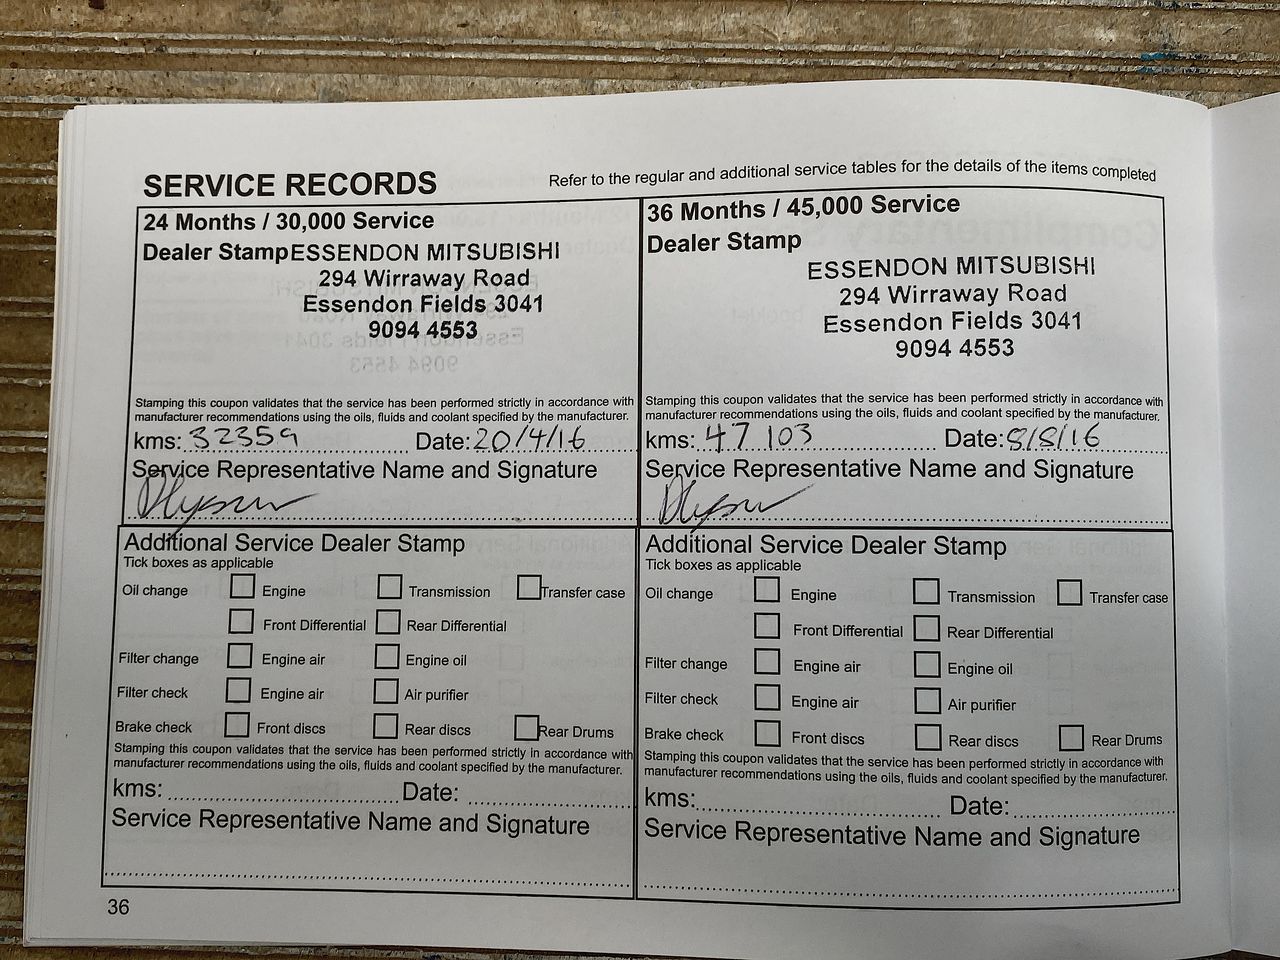 SERVICE RECORDS
Refer to the regular and additional service tables for the details of the items completed
24 Months / 30,000 Service
Dealer Stamp ESSENDON MITSUBISHI
294 Wirraway Road
Essendon Fields 3041
9094 4553
Stamping this coupon validates that the service has been performed strictly in accordance with
manufacturer recommendations using the oils, fluids and coolant specified by the manufacturer.
kms: 32359 Date: 20/4/16
Service Representative Name and Signature
Additional Service Dealer Stamp
Tick boxes as applicable
Oil change Engine Transmission Transfer case
Front Differential Rear Differential
Filter change Engine air Engine oil
Filter check Engine air Air purifier
Brake check Front discs Rear discs Rear Drums
Stamping this coupon validates that the service has been performed strictly in accordance with
manufacturer recommendations using the oils, fluids and coolant specified by the manufacturer.
kms: Date:
Service Representative Name and Signature
36 Months / 45,000 Service
Dealer Stamp
ESSENDON MITSUBISHI
294 Wirraway Road
Essendon Fields 3041
9094 4553
Stamping this coupon validates that the service has been performed strictly in accordance with
manufacturer recommendations using the oils, fluids and coolant specified by the manufacturer.
kms: 47 103 Date: 8/8/16
Service Representative Name and Signature
Additional Service Dealer Stamp
Tick boxes as applicable
Oil change Engine Transmission Transfer case
Front Differential Rear Differential
Filter change Engine air Engine oil
Filter check Engine air Air purifier
Brake check Front discs Rear discs Rear Drums
Stamping this coupon validates that the service has been performed strictly in accordance with
manufacturer recommendations using the oils, fluids and coolant specified by the manufacturer.
kms: Date:
Service Representative Name and Signature
36